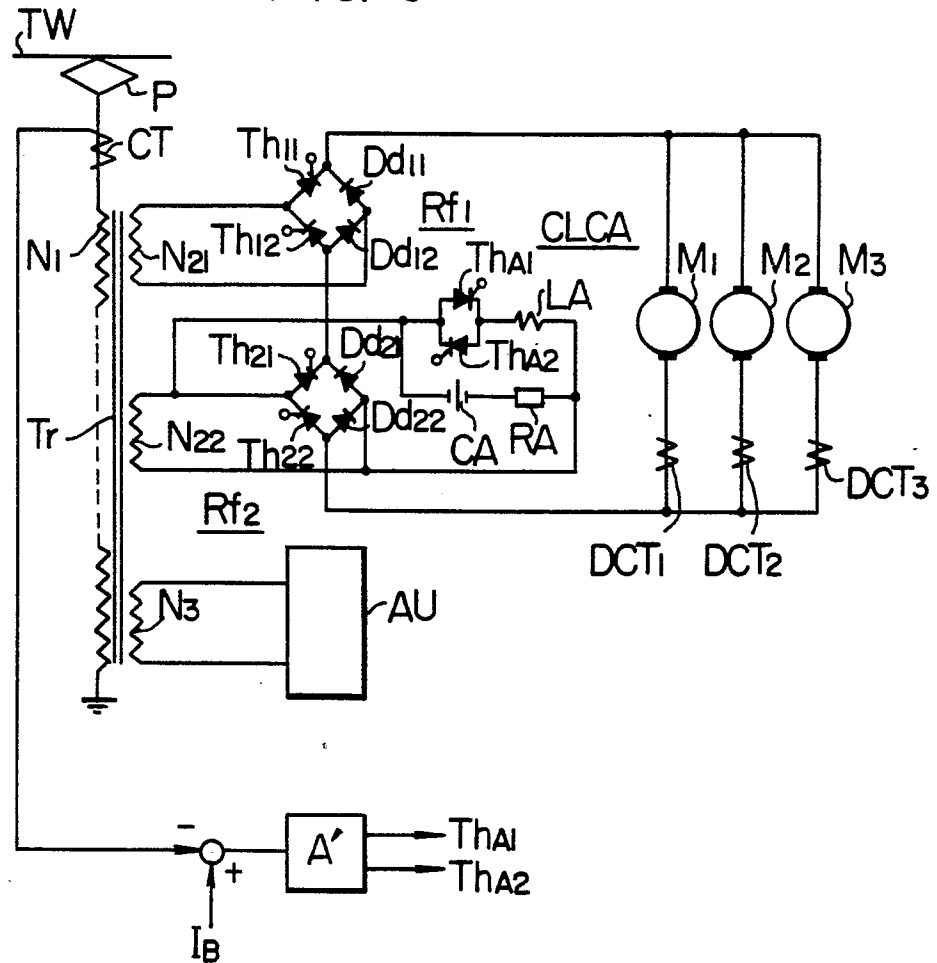 TW
P
CT
Th11
Dd11
Rf1
CLCA
N1
N21
Th12
Dd12
ThA1
LA
M1
M2
M3
Th21
Dd21
ThA2
Tr
N22
Th22
Dd22
CA
RA
DCT3
Rf2
DCT1
DCT2
N3
AU
−
+
A′
ThA1
ThA2
IB